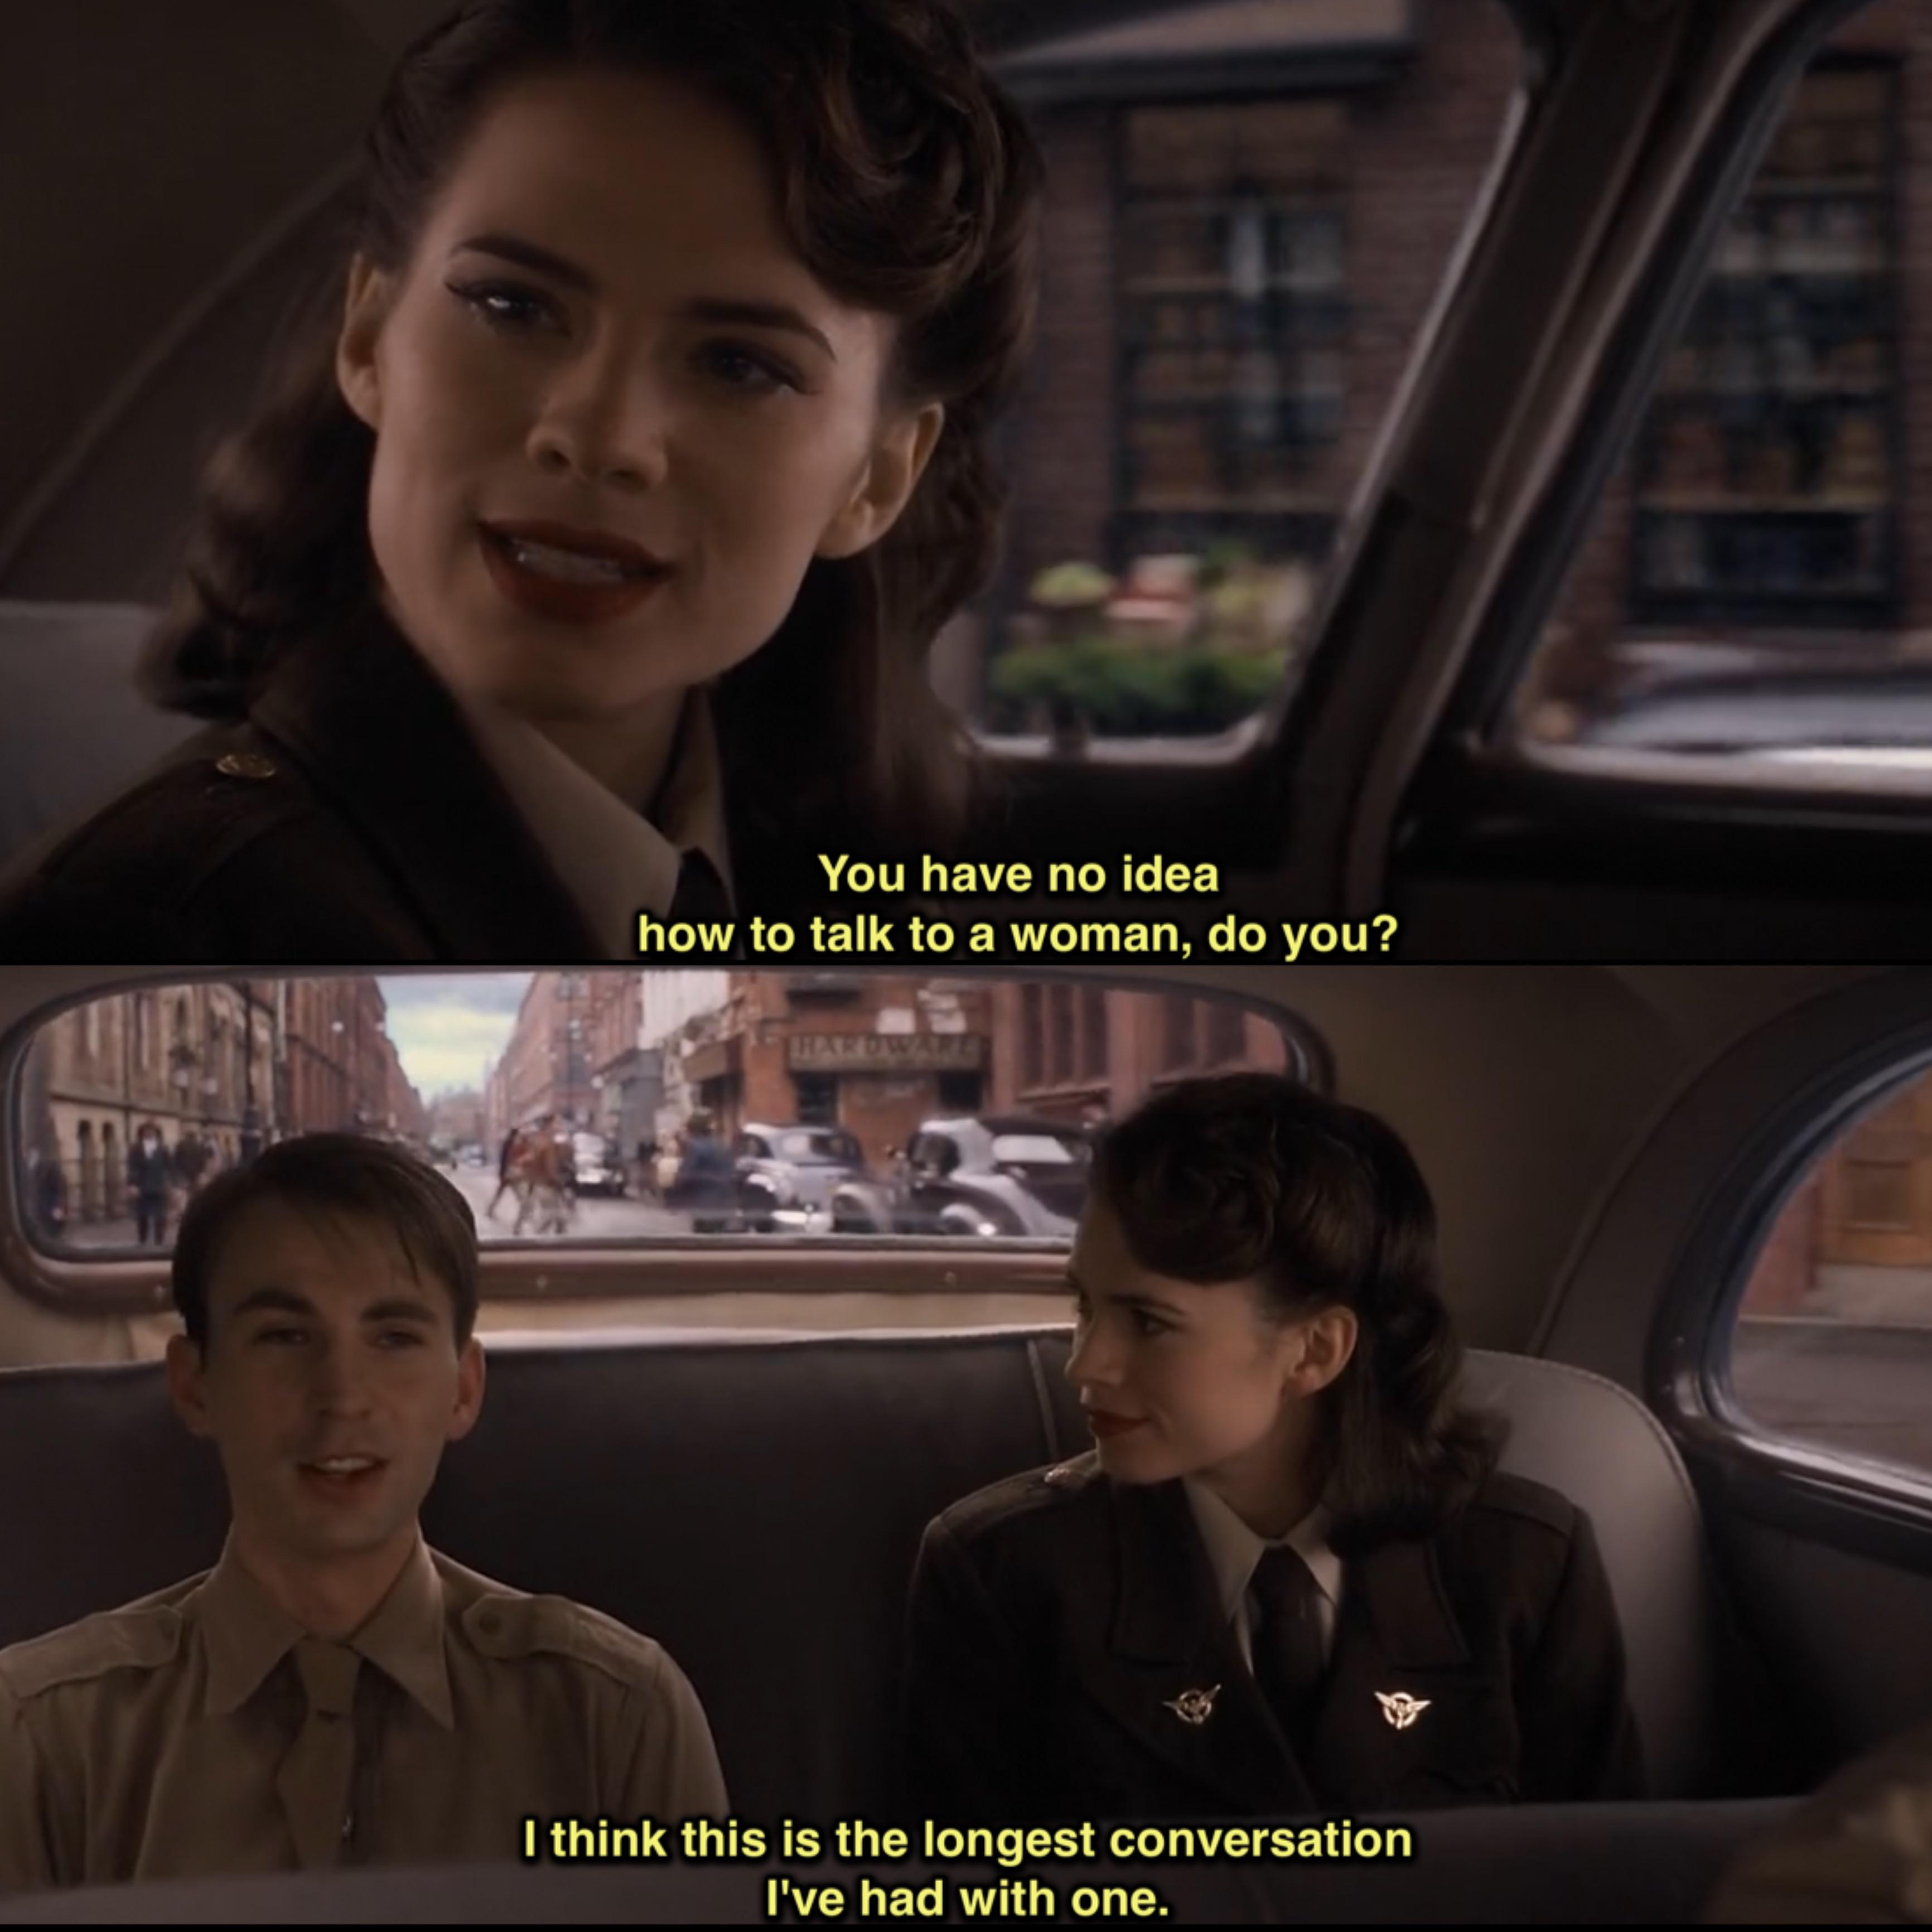 You have no idea
how to talk to a woman, do you?
HARDWARE
I think this is the longest conversation
I've had with one.